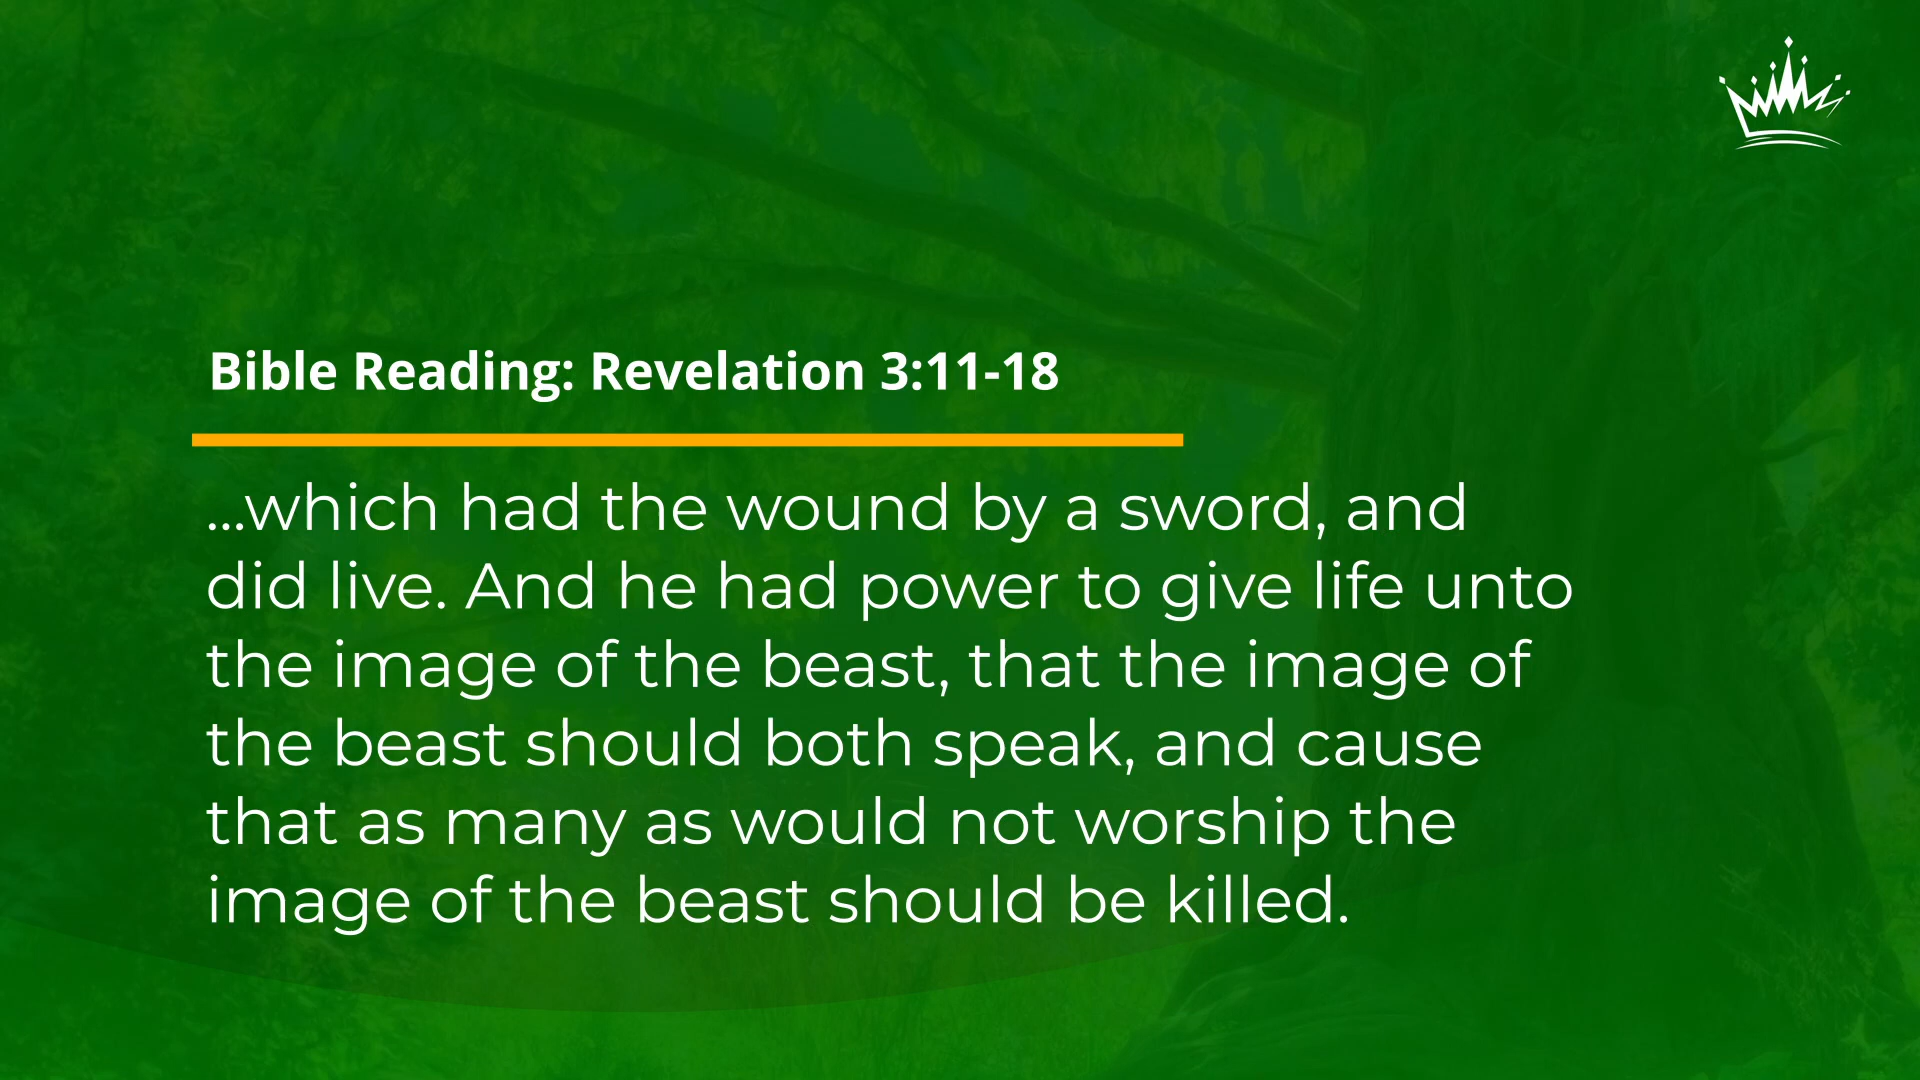 Bible Reading: Revelation 3:11-18
...which had the wound by a sword, and
did live. And he had power to give life unto
the image of the beast, that the image of
the beast should both speak, and cause
that as many as would not worship the
image of the beast should be killed.